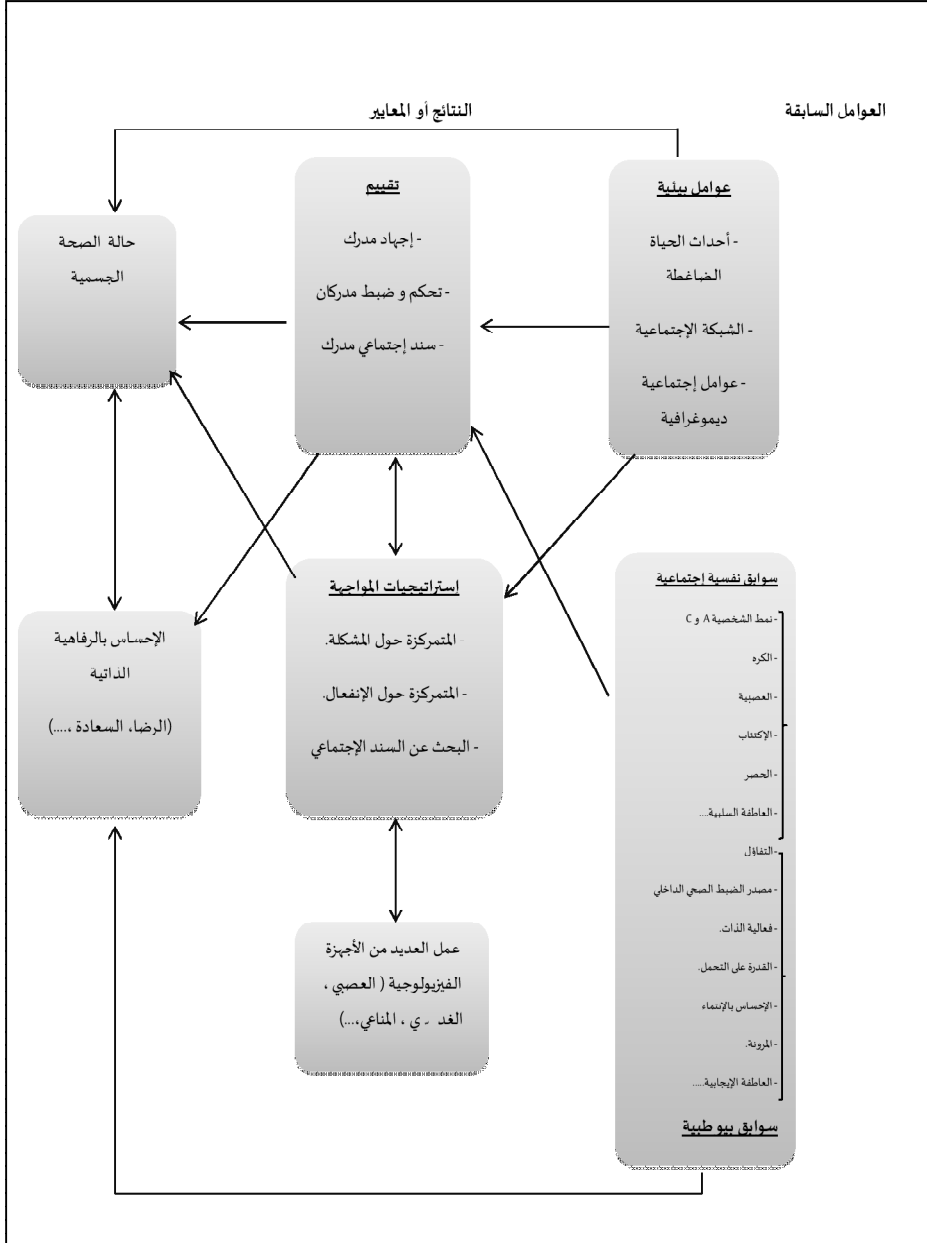 العوامل السابقة
النتائج أو المعايير
عوامل بيئية
- أحداث الحياة
الضاغطة
- الشبكة الإجتماعية
- عوامل إجتماعية
ديموغرافية
تقييم
- إجهاد مدرك
- تحكم و ضبط مدركان
- سند إجتماعي مدرك
حالة الصحة
الجسمية
سوابق نفسية إجتماعية
- نمط الشخصية A و C
- الكره
- العصبية
- الإكتئاب
- الحصر
- العاطفة السلبية....
- التفاؤل
- مصدر الضبط الصحي الداخلي
- فعالية الذات.
- القدرة على التحمل.
- الإحساس بالإنتماء
- المرونة.
- العاطفة الإيجابية.....
سوابق بيو طبية
إستراتيجيات المواجهة
- المتمركزة حول المشكلة.
- المتمركزة حول الإنفعال.
- البحث عن السند الإجتماعي
الإحساس بالرفاهية
الذاتية
(الرضا، السعادة ،....)
عمل العديد من الأجهزة
الفيزيولوجية ( العصبي ،
، المناعي،...)